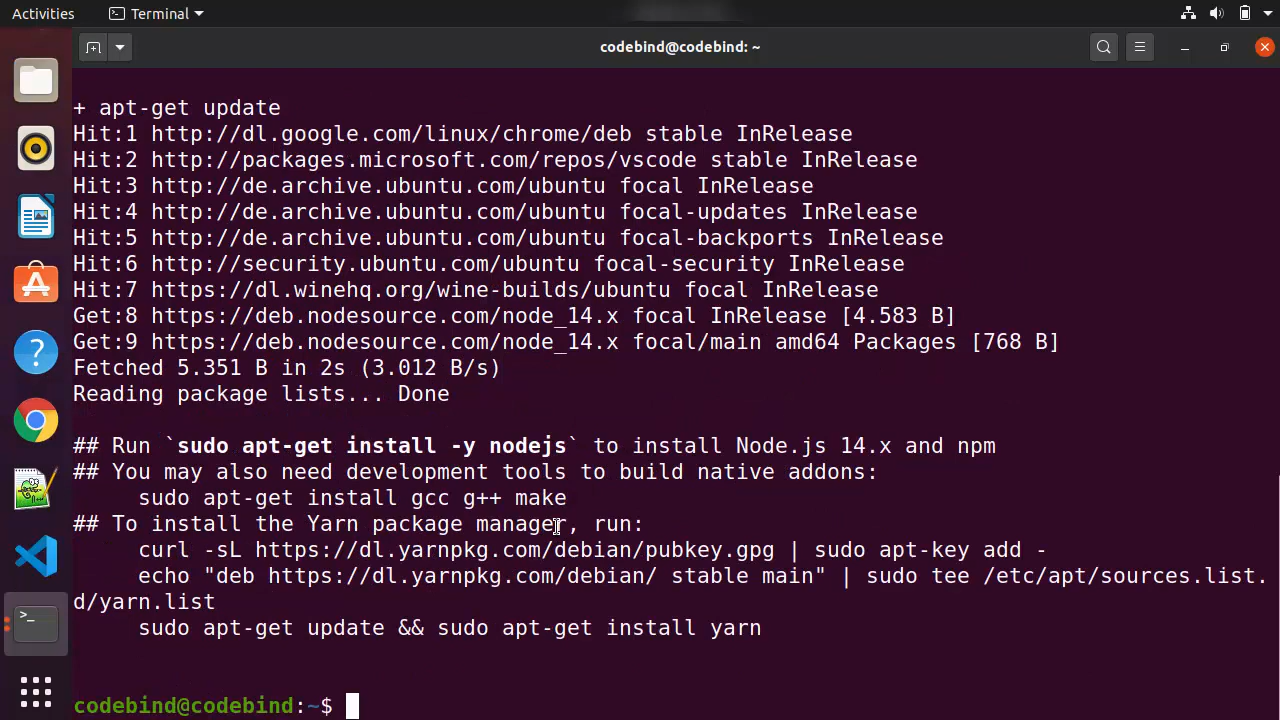 Activities
Terminal
codebind@codebind: ~
+ apt-get update
Hit:1 http://dl.google.com/linux/chrome/deb stable InRelease
Hit:2 http://packages.microsoft.com/repos/vscode stable InRelease
Hit:3 http://de.archive.ubuntu.com/ubuntu focal InRelease
Hit:4 http://de.archive.ubuntu.com/ubuntu focal-updates InRelease
Hit:5 http://de.archive.ubuntu.com/ubuntu focal-backports InRelease
Hit:6 http://security.ubuntu.com/ubuntu focal-security InRelease
Hit:7 https://dl.winehq.org/wine-builds/ubuntu focal InRelease
Get:8 https://deb.nodesource.com/node_14.x focal InRelease [4.583 B]
Get:9 https://deb.nodesource.com/node_14.x focal/main amd64 Packages [768 B]
Fetched 5.351 B in 2s (3.012 B/s)
Reading package lists... Done
## Run `sudo apt-get install -y nodejs` to install Node.js 14.x and npm
## You may also need development tools to build native addons:
sudo apt-get install gcc g++ make
## To install the Yarn package manager, run:
curl -sL https://dl.yarnpkg.com/debian/pubkey.gpg | sudo apt-key add -
echo "deb https://dl.yarnpkg.com/debian/ stable main" | sudo tee /etc/apt/sources.list.
d/yarn.list
sudo apt-get update && sudo apt-get install yarn
codebind@codebind:~$